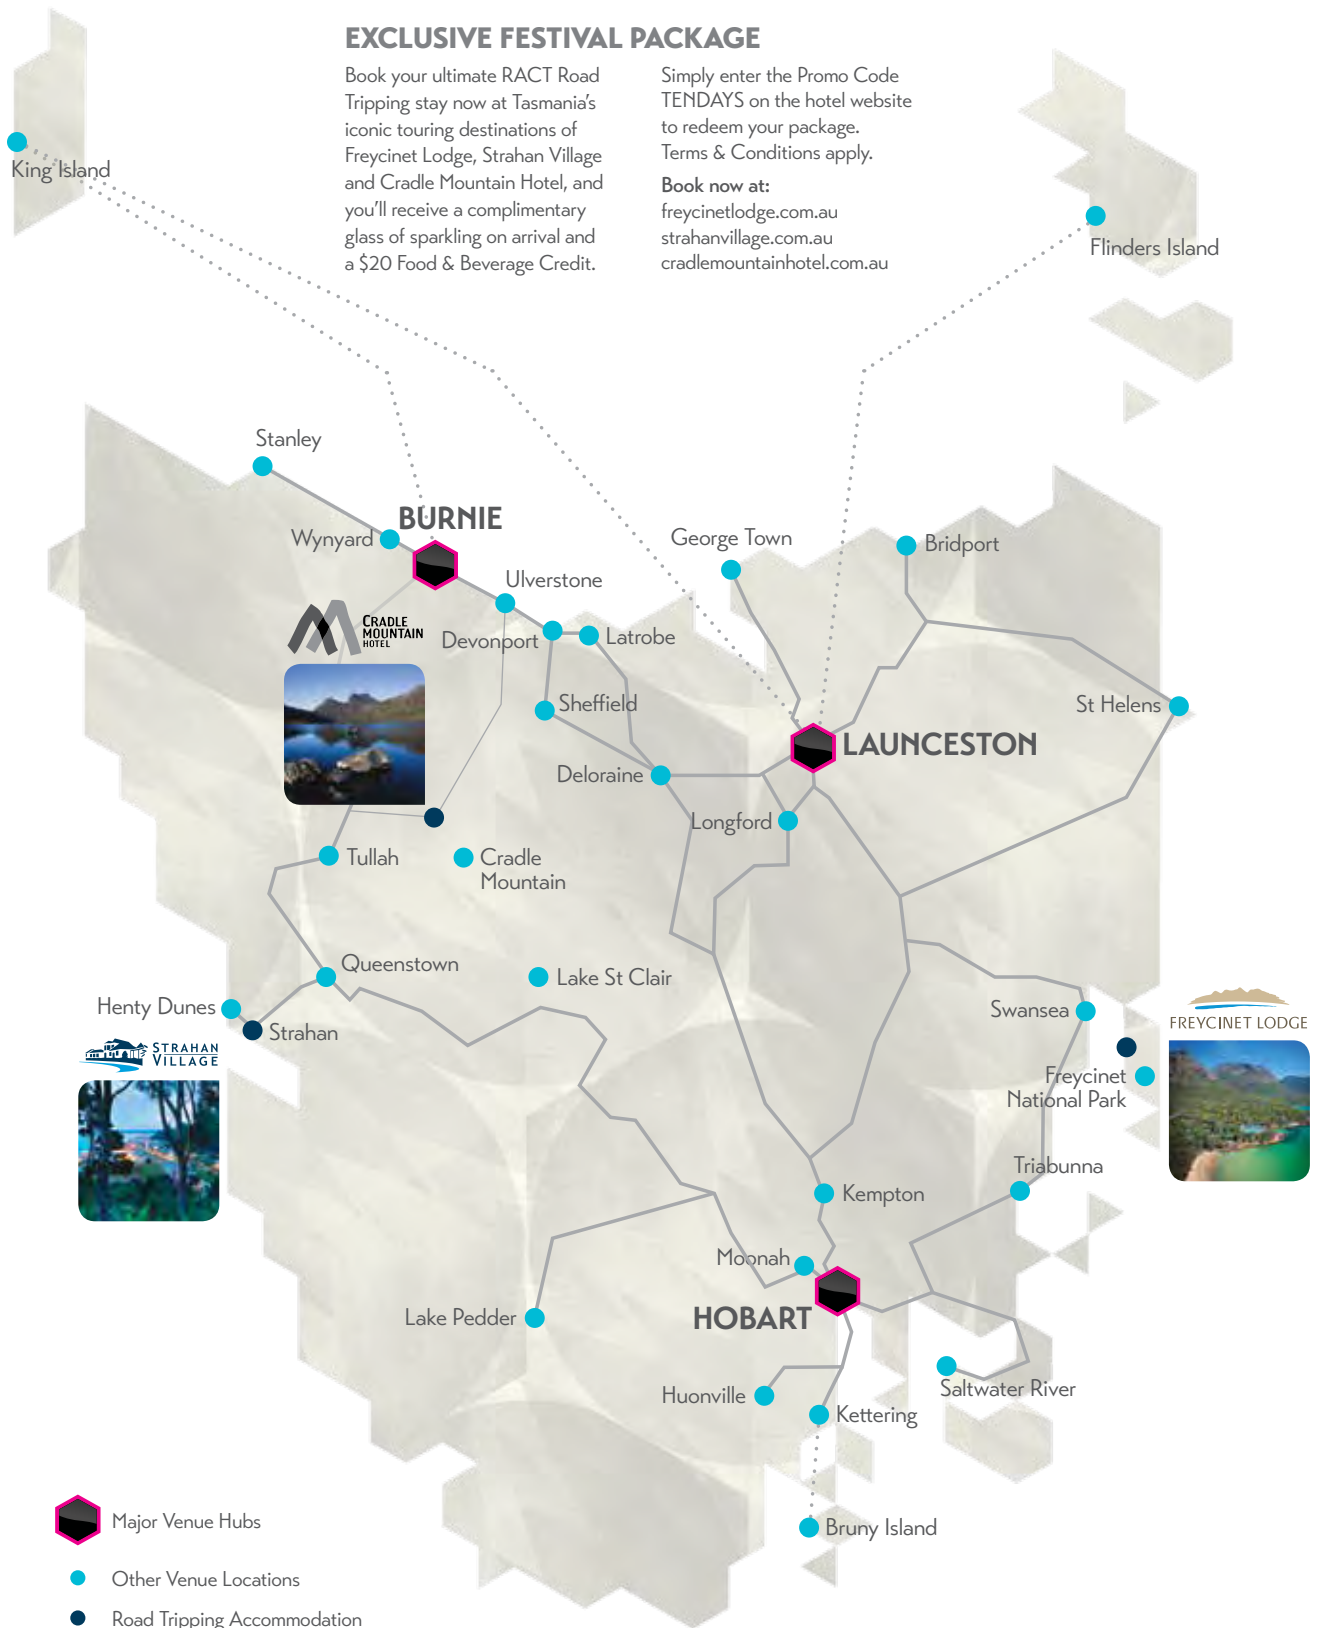 EXCLUSIVE FESTIVAL PACKAGE
Book your ultimate RACT Road
Tripping stay now at Tasmania's
iconic touring destinations of
Freycinet Lodge, Strahan Village
and Cradle Mountain Hotel, and
you'll receive a complimentary
glass of sparkling on arrival and
a $20 Food & Beverage Credit.
Simply enter the Promo Code
TENDAYS on the hotel website
to redeem your package.
Terms & Conditions apply.
Book now at:
freycinetlodge.com.au
strahanvillage.com.au
cradlemountainhotel.com.au
King Island
Flinders Island
Stanley
BURNIE
Wynyard
George Town
Bridport
Ulverstone
CRADLE
MOUNTAIN
HOTEL
Devonport
Latrobe
Sheffield
St Helens
LAUNCESTON
Deloraine
Longford
Tullah
Cradle
Mountain
Queenstown
Lake St Clair
Henty Dunes
Strahan
STRAHAN
VILLAGE
Swansea
FREYCINET LODGE
Freycinet
National Park
Triabunna
Kempton
Moonah
HOBART
Lake Pedder
Saltwater River
Huonville
Kettering
Bruny Island
Major Venue Hubs
Other Venue Locations
Road Tripping Accommodation